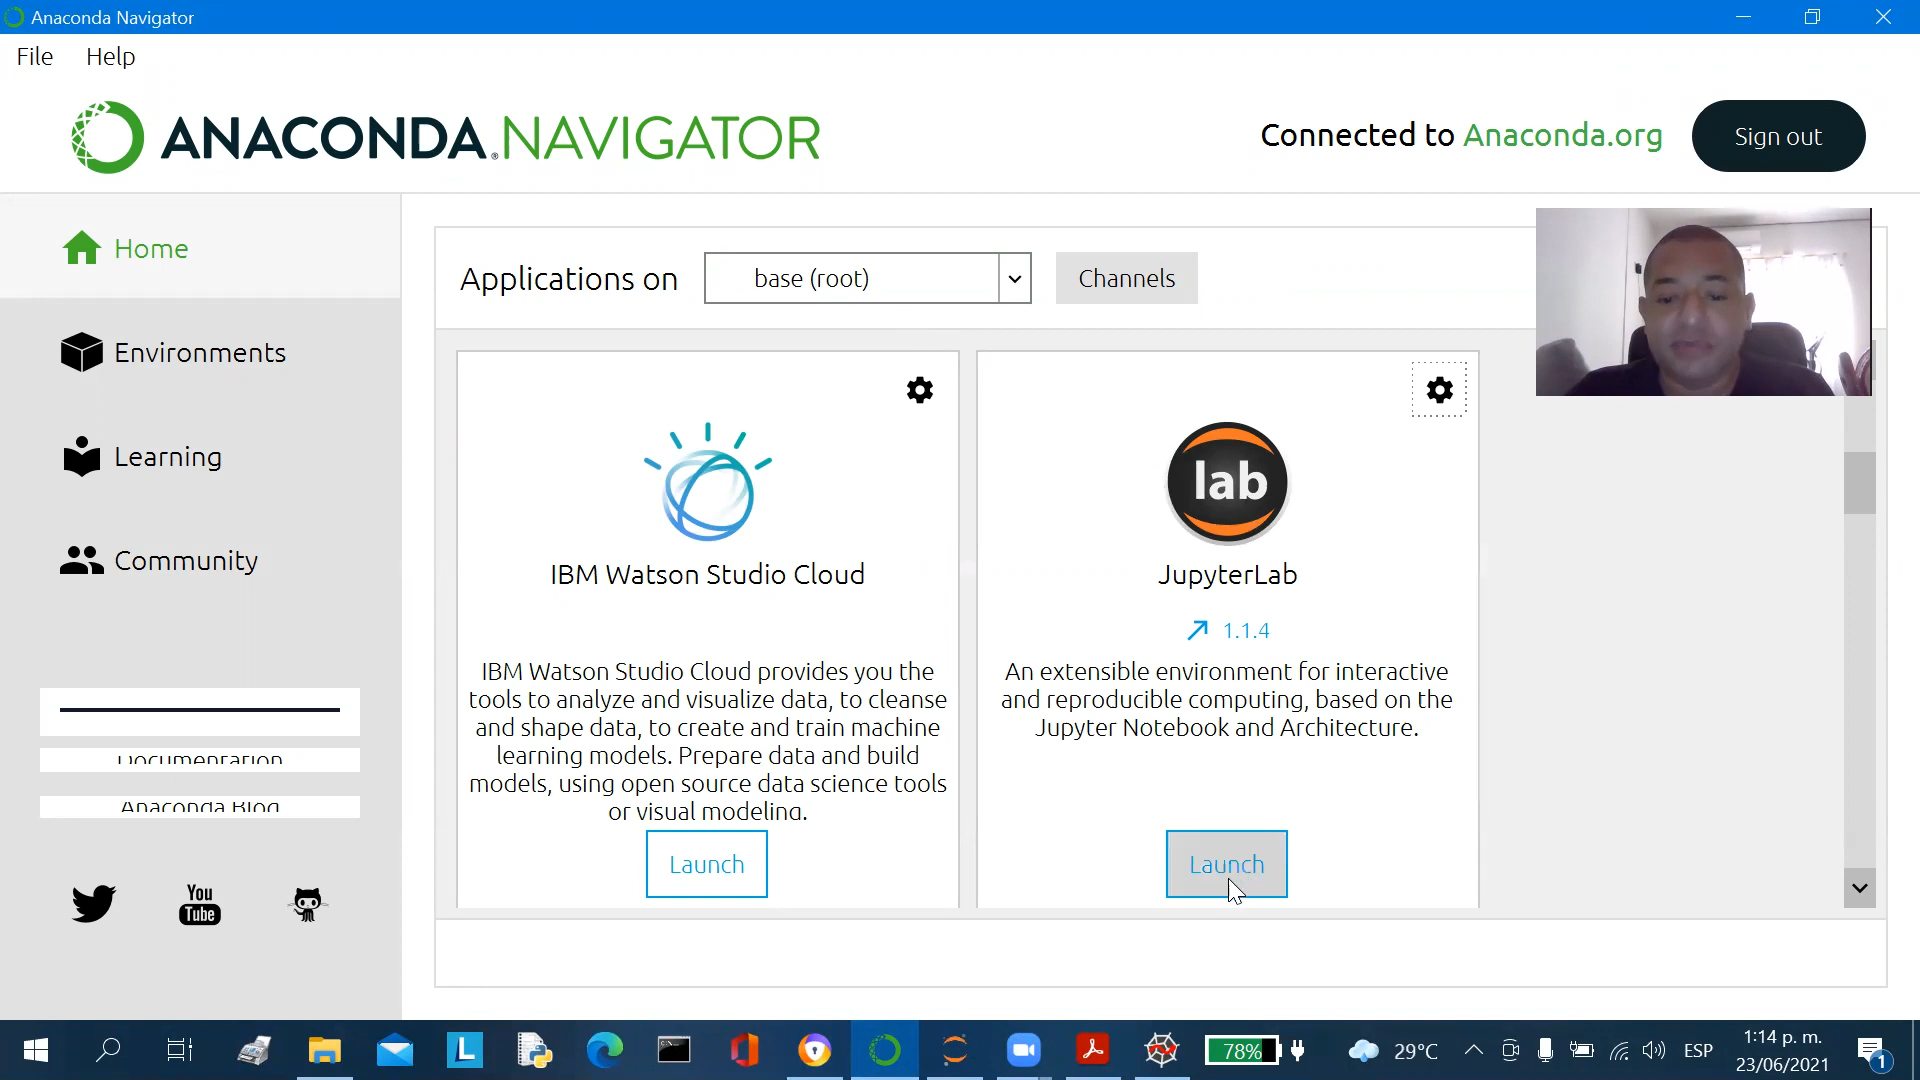 Anaconda Navigator
File Help
ANACONDA.NAVIGATOR
Connected to Anaconda.org
Sign out
Home
Environments
Learning
Community
Documentation
Anaconda Blog
You
Tube
Applications on
base (root)
Channels
IBM Watson Studio Cloud
IBM Watson Studio Cloud provides you the
tools to analyze and visualize data, to cleanse
and shape data, to create and train machine
learning models. Prepare data and build
models, using open source data science tools
or visual modeling.
Launch
lab
JupyterLab
1.1.4
An extensible environment for interactive
and reproducible computing, based on the
Jupyter Notebook and Architecture.
Launch
L
78%
29°C
ESP
1:14 p. m.
23/06/2021
1